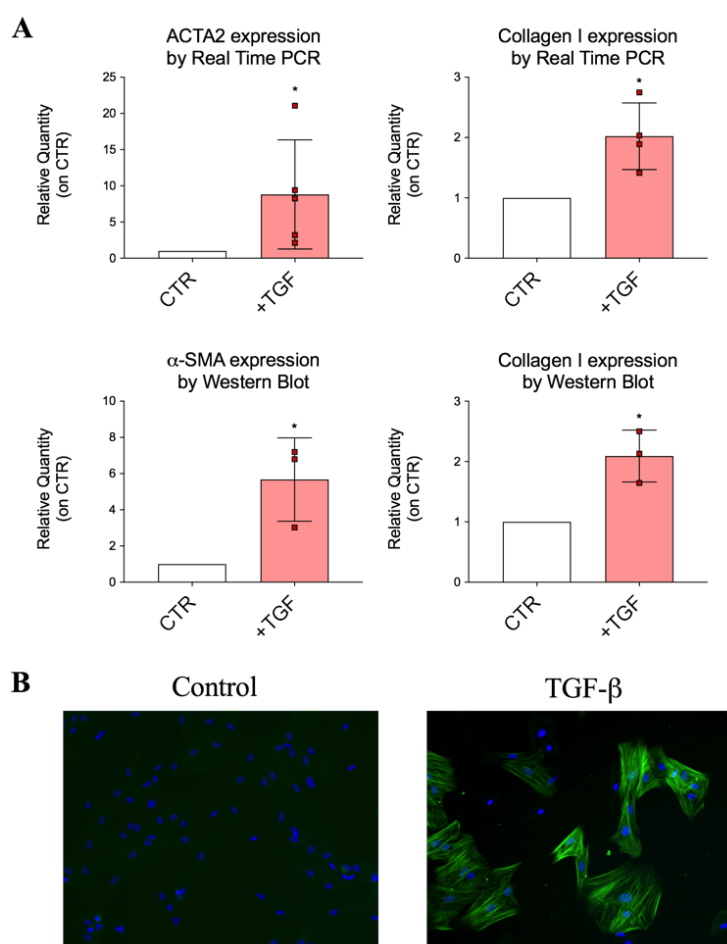 A
ACTA2 expression
by Real Time PCR
Relative Quantity
(on CTR)
25
20
15
10
5
0
*
CTR
+TGF
Collagen I expression
by Real Time PCR
Relative Quantity
(on CTR)
3
2
1
0
*
CTR
+TGF
α-SMA expression
by Western Blot
Relative Quantity
(on CTR)
10
8
6
4
2
0
*
CTR
+TGF
Collagen I expression
by Western Blot
Relative Quantity
(on CTR)
3
2
1
0
*
CTR
+TGF
B
Control
TGF-β